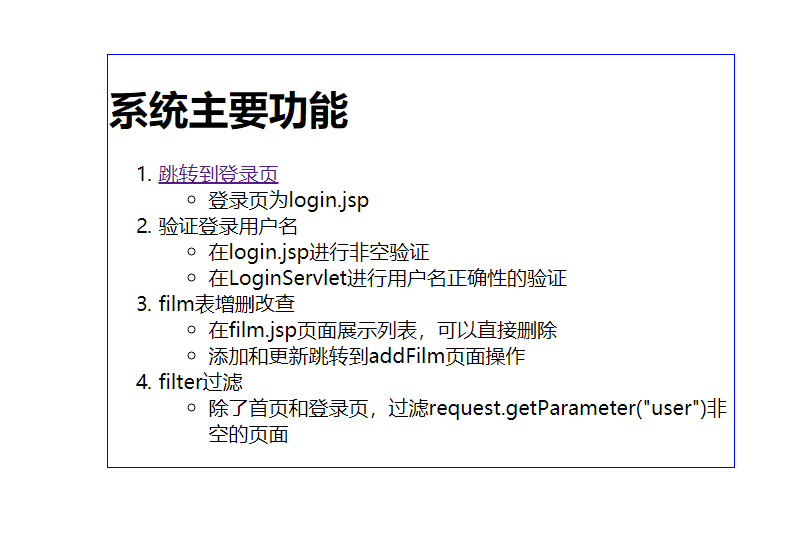 系统主要功能
1. 跳转到登录页
○ 登录页为login.jsp
2. 验证登录用户名
○ 在login.jsp进行非空验证
○ 在LoginServlet进行用户名正确性的验证
3. film表增删改查
○ 在film.jsp页面展示列表，可以直接删除
○ 添加和更新跳转到addFilm页面操作
4. filter过滤
○ 除了首页和登录页，过滤request.getParameter("user")非
空的页面